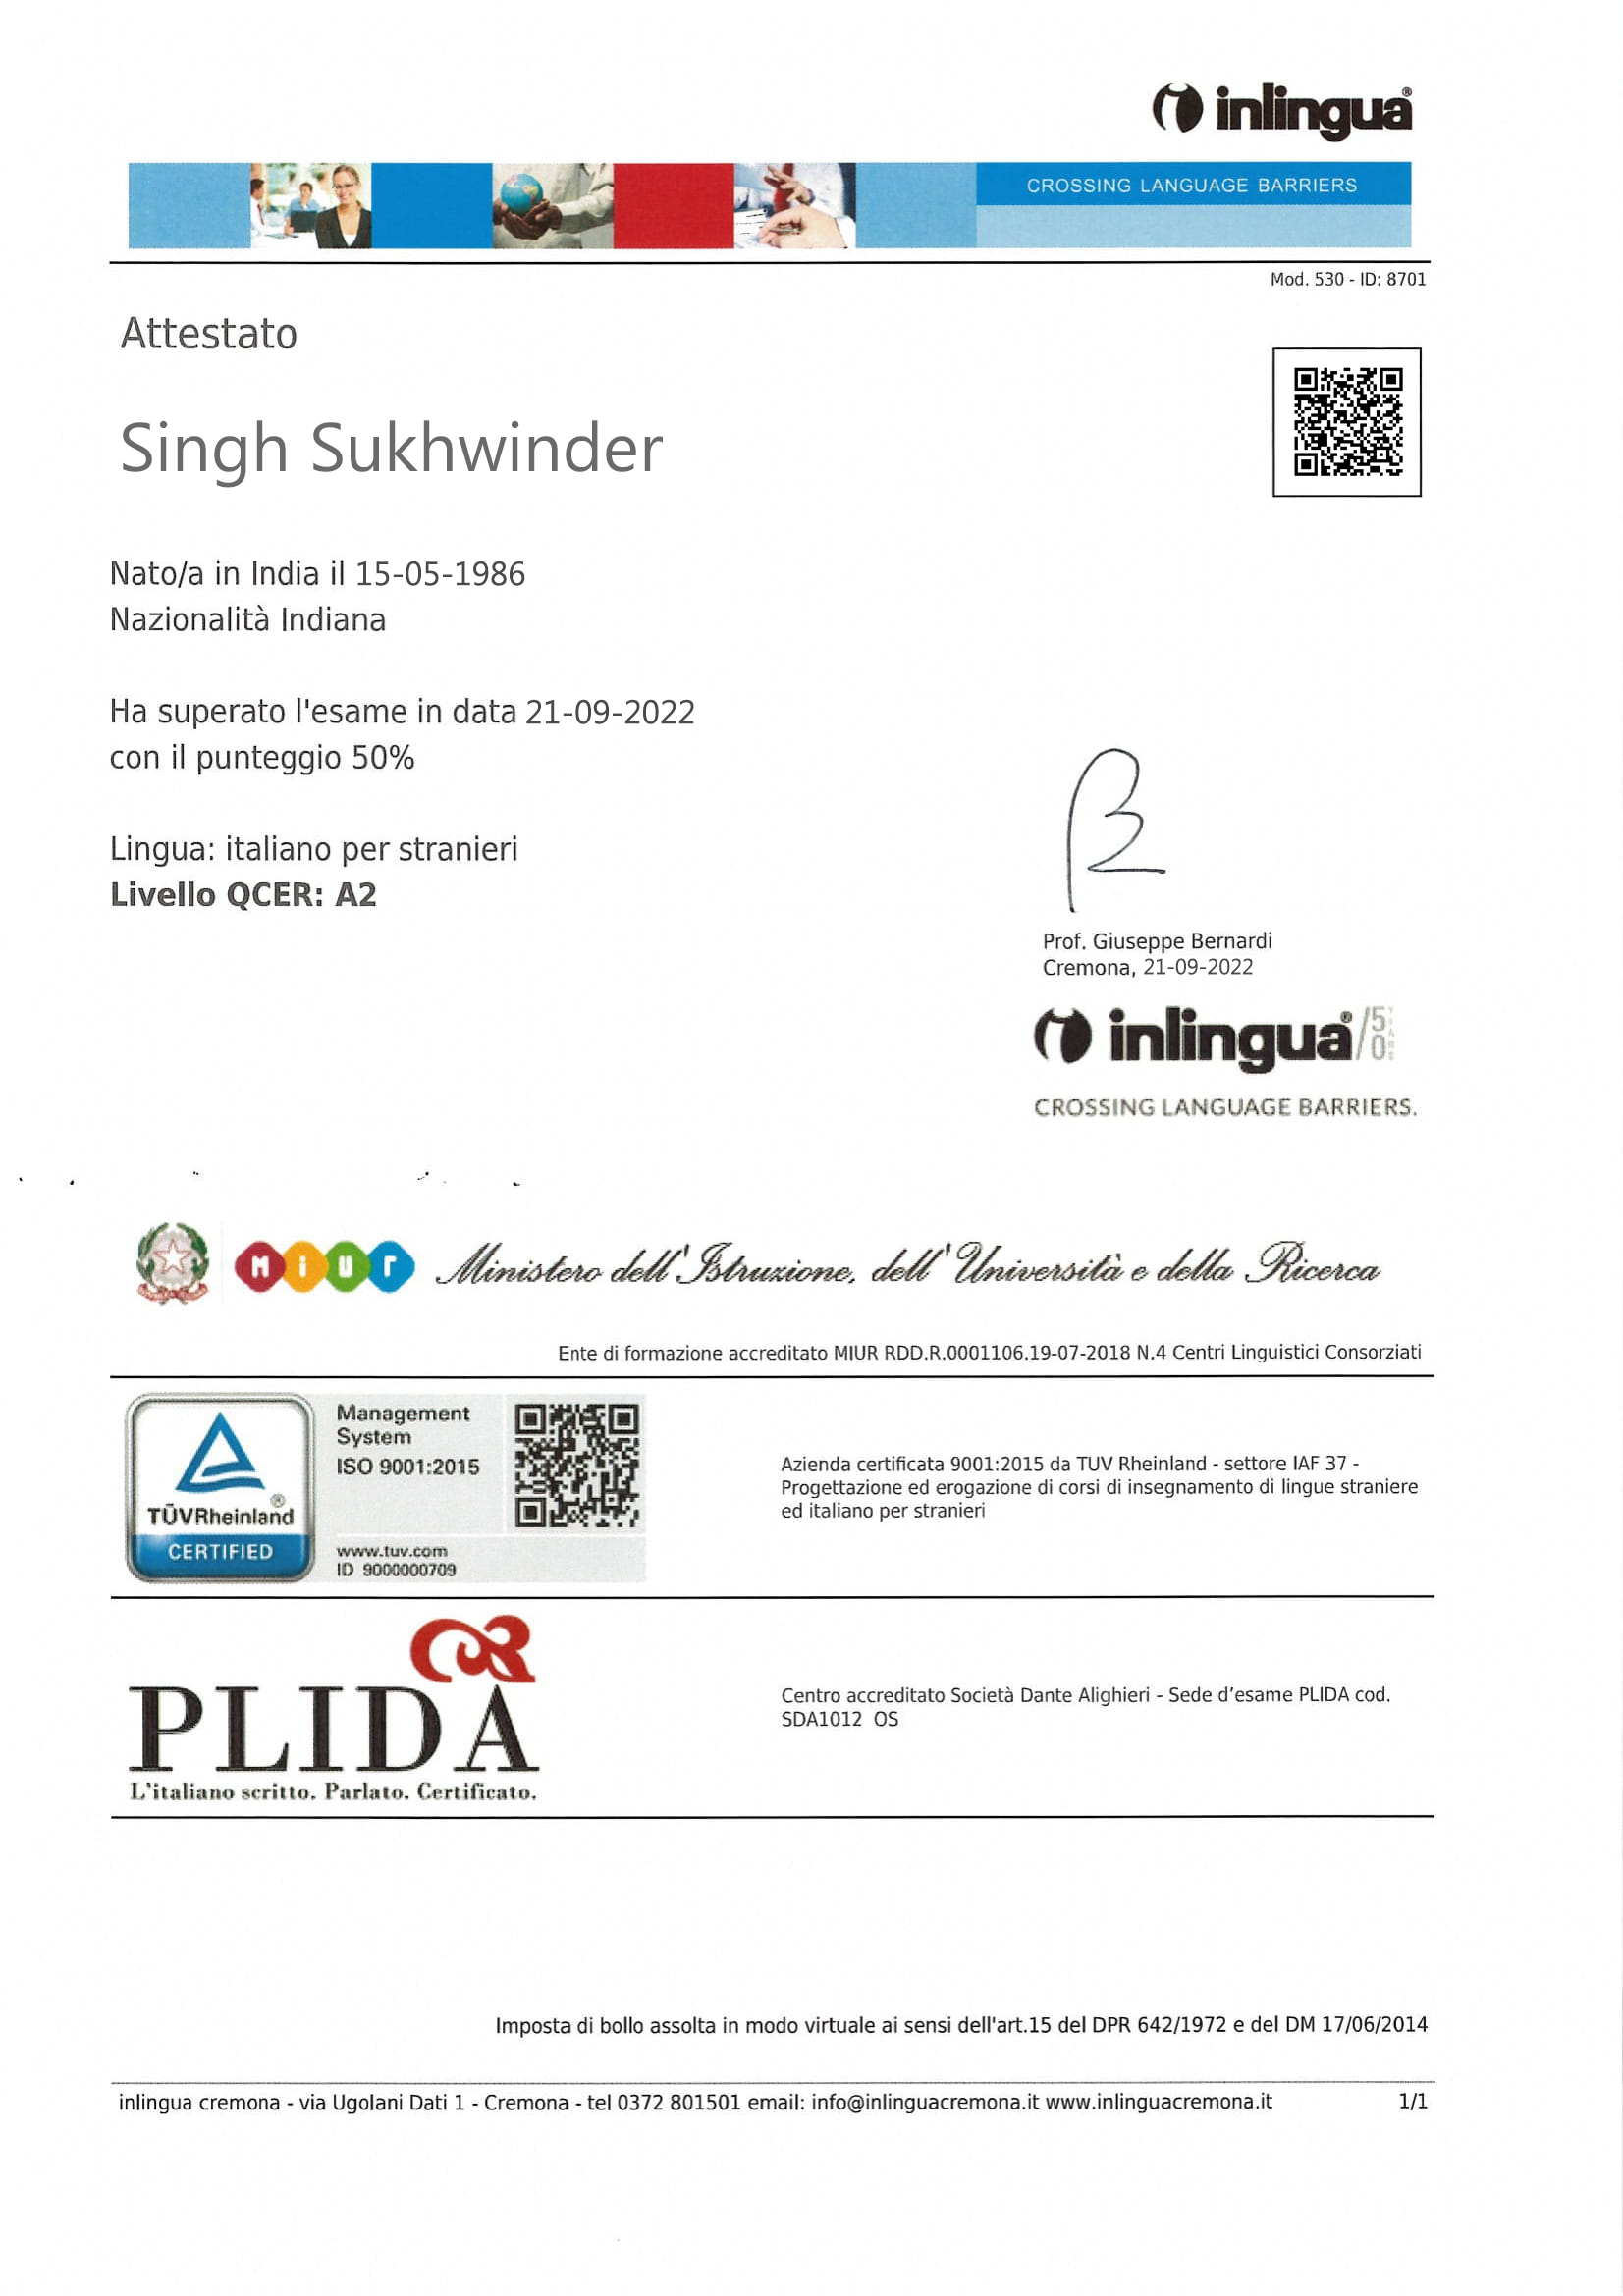 inlingua®
CROSSING LANGUAGE BARRIERS
Mod. 530 - ID: 8701
Attestato
Singh Sukhwinder
Nato/a in India il 15-05-1986
Nazionalità Indiana
Ha superato l'esame in data 21-09-2022
con il punteggio 50%
Lingua: italiano per stranieri
Livello QCER: A2
Prof. Giuseppe Bernardi
Cremona, 21-09-2022
inlingua®/50 YEARS
CROSSING LANGUAGE BARRIERS.
MiUr Ministero dell'Istruzione, dell'Università e della Ricerca
Ente di formazione accreditato MIUR RDD.R.0001106.19-07-2018 N.4 Centri Linguistici Consorziati
Management
System
ISO 9001:2015
TÜVRheinland®
CERTIFIED
www.tuv.com
ID 9000000709
Azienda certificata 9001:2015 da TUV Rheinland - settore IAF 37 -
Progettazione ed erogazione di corsi di insegnamento di lingue straniere
ed italiano per stranieri
PLIDA
L'italiano scritto. Parlato. Certificato.
Centro accreditato Società Dante Alighieri - Sede d'esame PLIDA cod.
SDA1012 OS
Imposta di bollo assolta in modo virtuale ai sensi dell'art.15 del DPR 642/1972 e del DM 17/06/2014
inlingua cremona - via Ugolani Dati 1 - Cremona - tel 0372 801501 email: info@inlinguacremona.it www.inlinguacremona.it 1/1